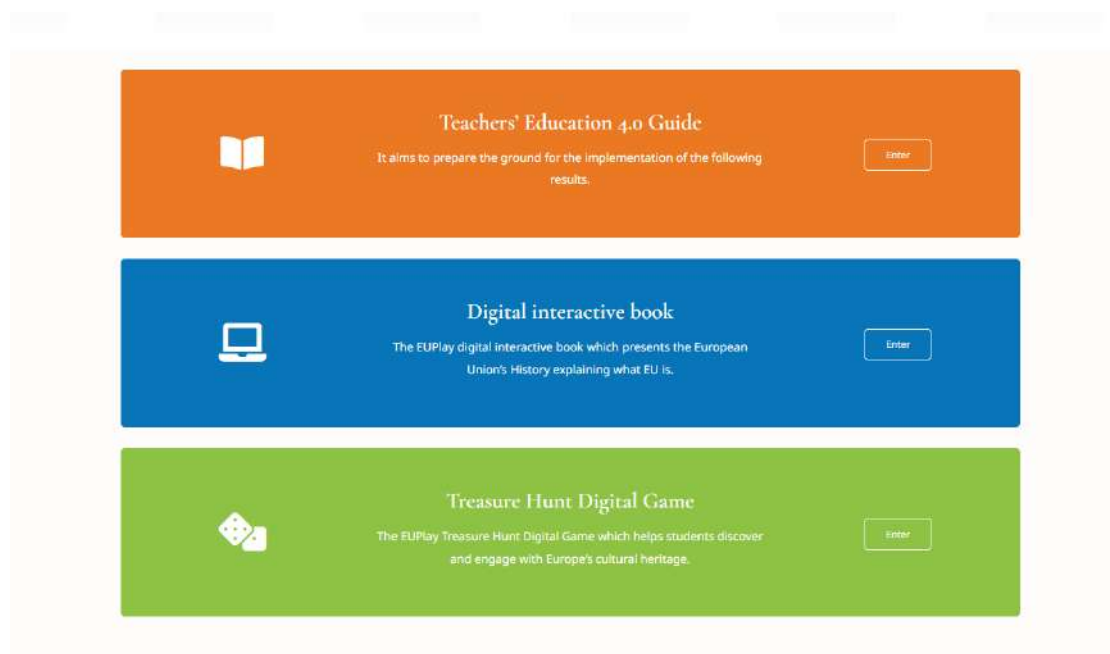 Teachers' Education 4.0 Guide
It aims to prepare the ground for the implementation of the following
results.
Enter
Digital interactive book
The EUPlay digital interactive book which presents the European
Union's History explaining what EU is.
Enter
Treasure Hunt Digital Game
The EUPlay Treasure Hunt Digital Game which helps students discover
and engage with Europe's cultural heritage.
Enter